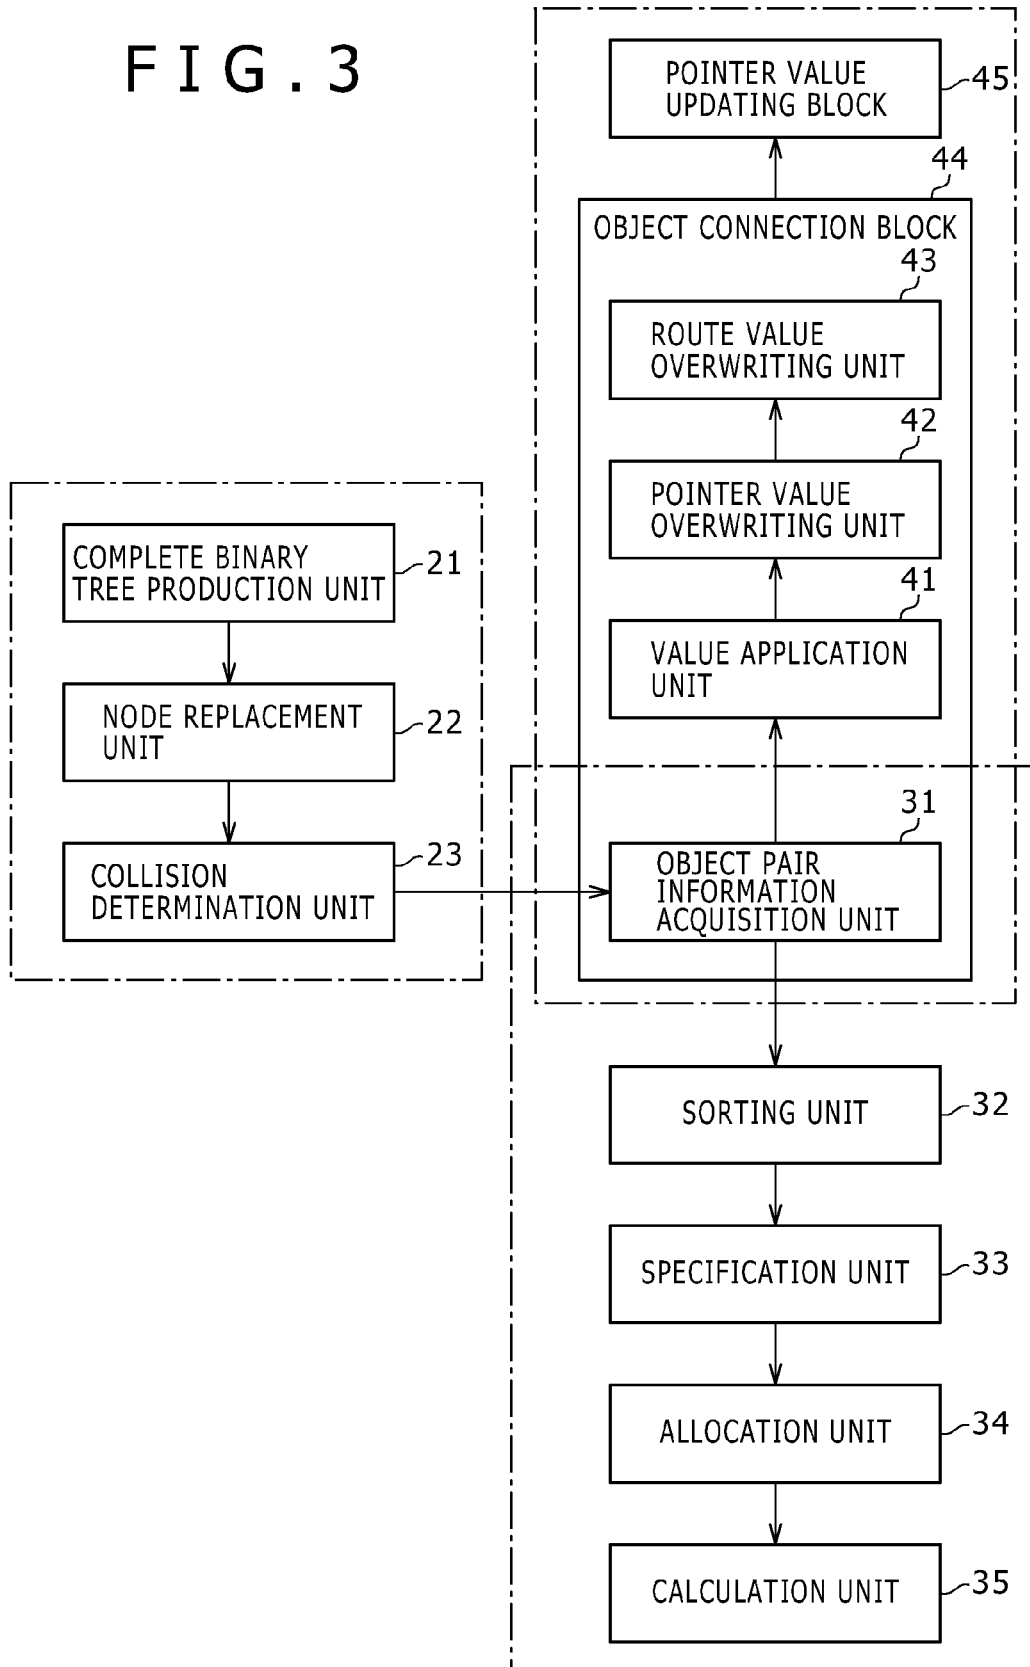 FIG.3
POINTER VALUE
UPDATING BLOCK
45
44
OBJECT CONNECTION BLOCK
43
ROUTE VALUE
OVERWRITING UNIT
42
POINTER VALUE
OVERWRITING UNIT
41
VALUE APPLICATION
UNIT
COMPLETE BINARY
TREE PRODUCTION UNIT
21
NODE REPLACEMENT
UNIT
22
COLLISION
DETERMINATION UNIT
23
31
OBJECT PAIR
INFORMATION
ACQUISITION UNIT
SORTING UNIT
32
SPECIFICATION UNIT
33
ALLOCATION UNIT
34
CALCULATION UNIT
35